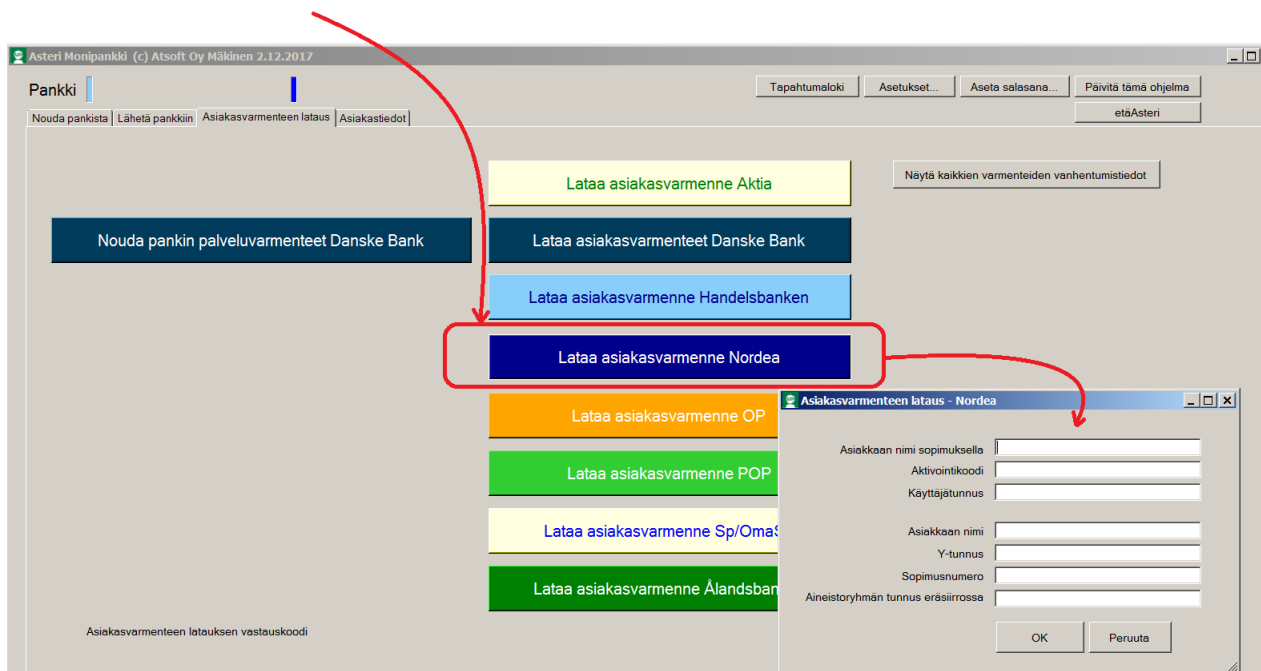 Asteri Monipankki (c) Atsoft Oy Mäkinen 2.12.2017
Pankki
Tapahtumaloki
Asetukset...
Aseta salasana...
Päivitä tämä ohjelma
etäAsteri
Nouda pankista
Lähetä pankkiin
Asiakasvarmenteen lataus
Asiakastiedot
Lataa asiakasvarmenne Aktia
Näytä kaikkien varmenteiden vanhentumistiedot
Nouda pankin palveluvarmenteet Danske Bank
Lataa asiakasvarmenteet Danske Bank
Lataa asiakasvarmenne Handelsbanken
Lataa asiakasvarmenne Nordea
Lataa asiakasvarmenne OP
Lataa asiakasvarmenne POP
Lataa asiakasvarmenne Sp/OmaS
Lataa asiakasvarmenne Ålandsban
Asiakasvarmenteen latauksen vastauskoodi
Asiakasvarmenteen lataus - Nordea
Asiakkaan nimi sopimuksella
Aktivointikoodi
Käyttäjätunnus
Asiakkaan nimi
Y-tunnus
Sopimusnumero
Aineistoryhmän tunnus eräsiirrossa
OK
Peruuta